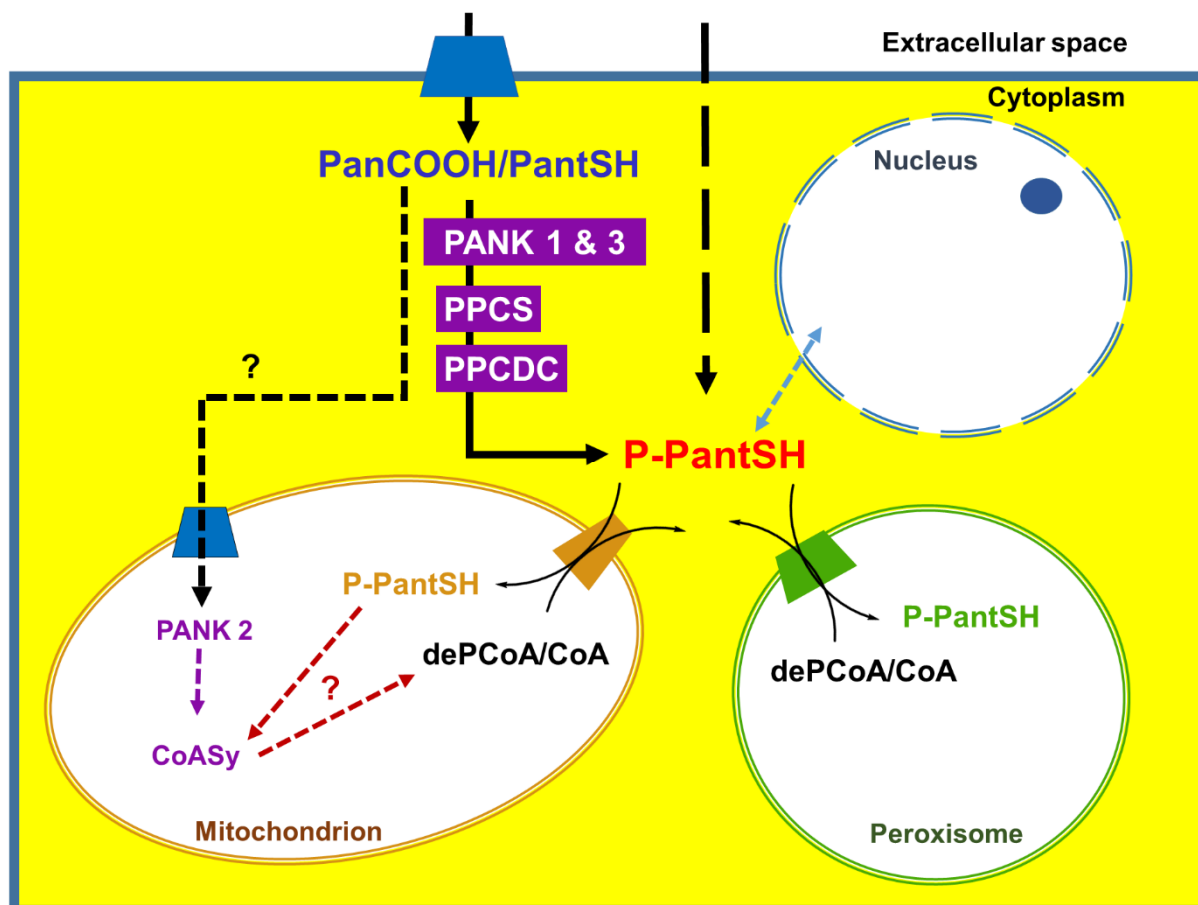 Extracellular space
Cytoplasm
PanCOOH/PantSH
Nucleus
PANK 1 & 3
PPCS
PPCDC
?
P-PantSH
P-PantSH
P-PantSH
PANK 2
dePCoA/CoA
dePCoA/CoA
?
CoASy
Mitochondrion
Peroxisome